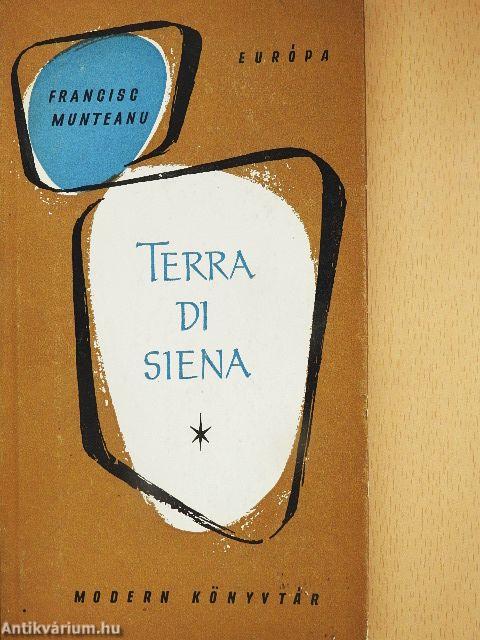 EURÓPA
FRANCISC
MUNTEANU
TERRA
DI
SIENA
MODERN KÖNYVTÁR
Antikvárium.hu